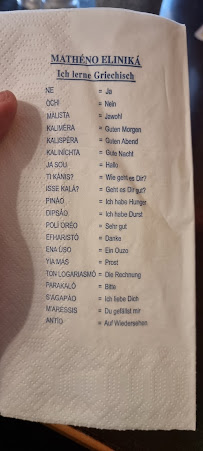 MATHÉNO ELINIKÁ
Ich lerne Griechisch
NE = Ja
ÓCHI = Nein
MÁLISTA = Jawohl
KALIMÉRA = Guten Morgen
KALISPÉRA = Guten Abend
KALINÍCHTA = Gute Nacht
JA SOU = Hallo
TI KÁNIS? = Wie geht es Dir?
ISSE KALÁ? = Geht es Dir gut?
PINÁO = Ich habe Hunger
DIPSÁO = Ich habe Durst
POLÍ ORÉO = Sehr gut
EFHARISTÓ = Danke
ENA ÚSO = Ein Ouzo
YIA MAS = Prost
TON LOGARIASMÓ = Die Rechnung
PARAKALÓ = Bitte
S'AGAPÁO = Ich liebe Dich
M'ARÉSSIS = Du gefällst mir
ANTÍO = Auf Wiedersehen